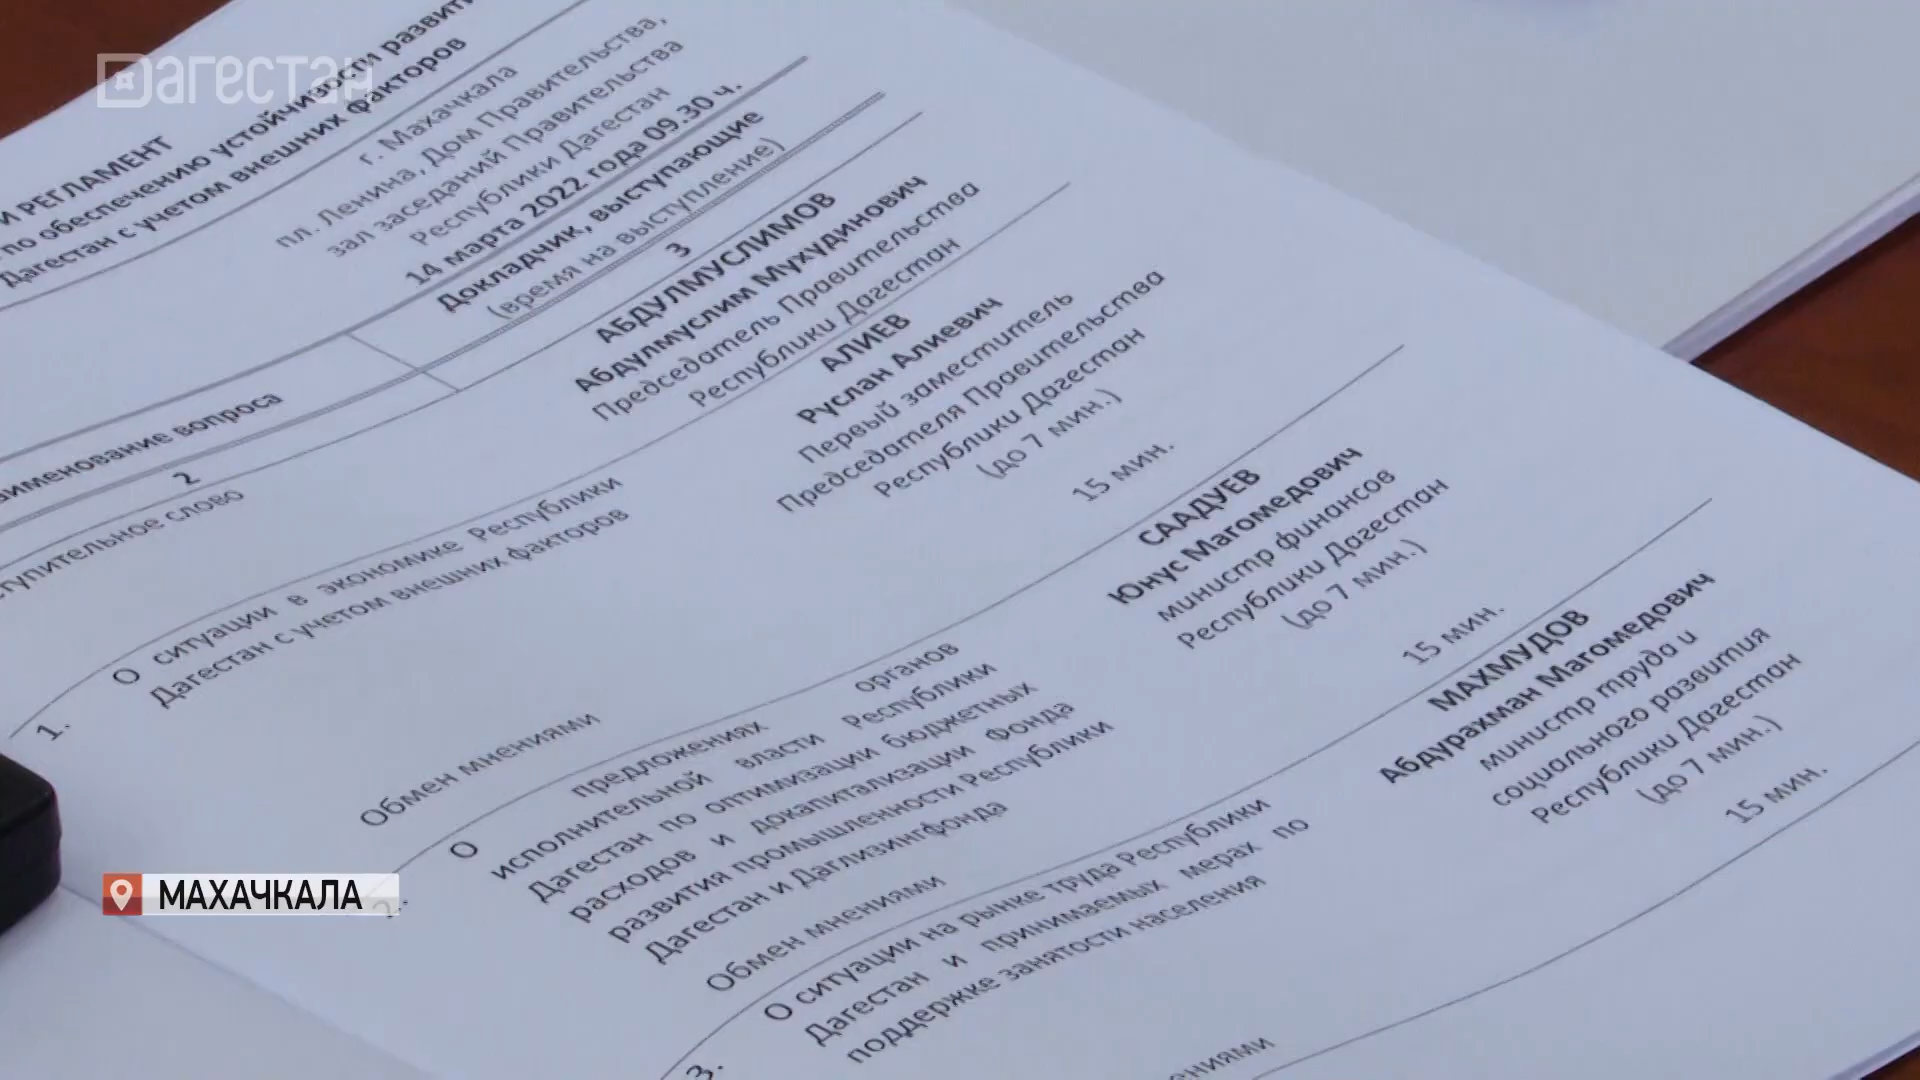 Дагестан
И РЕГЛАМЕНТ
по обеспечению устойчивости развити
Дагестан с учетом внешних факторов
г. Махачкала
пл. Ленина, Дом Правительства,
зал заседаний Правительства
Республики Дагестан
14 марта 2022 года 09.30 ч.
аименование вопроса
Докладчик, выступающие
(время на выступление)
2
3
ступительное слово
АБДУЛМУСЛИМОВ
Абдулмуслим Мухудинович
Председатель Правительства
Республики Дагестан
1.
О ситуации в экономике Республики
Дагестан с учетом внешних факторов
АЛИЕВ
Руслан Алиевич
Первый заместитель
Председателя Правительства
Республики Дагестан
(до 7 мин.)
Обмен мнениями
15 мин.
2.
О предложениях органов
исполнительной власти Республики
Дагестан по оптимизации бюджетных
расходов и докапитализации Фонда
развития промышленности Республики
Дагестан и Даглизингфонда
СААДУЕВ
Юнус Магомедович
министр финансов
Республики Дагестан
(до 7 мин.)
Обмен мнениями
15 мин.
3.
О ситуации на рынке труда Республики
Дагестан и принимаемых мерах по
поддержке занятости населения
МАХМУДОВ
Абдурахман Магомедович
министр труда и
социального развития
Республики Дагестан
(до 7 мин.)
ениями
15 мин.
МАХАЧКАЛА